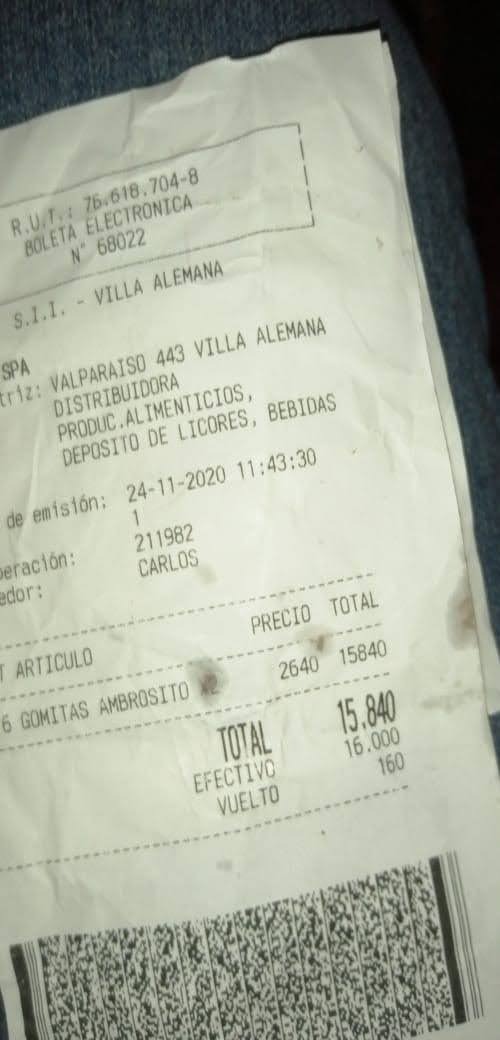 R.U.T.: 76.618.704-8
BOLETA ELECTRONICA
N° 68022
S.I.I. - VILLA ALEMANA
SPA
triz: VALPARAISO 443 VILLA ALEMANA
DISTRIBUIDORA
PRODUC.ALIMENTICIOS,
DEPOSITO DE LICORES, BEBIDAS
de emisión: 24-11-2020 11:43:30
1
peración: 211982
edor: CARLOS
T ARTICULO PRECIO TOTAL
6 GOMITAS AMBROSITO 2640 15840
TOTAL 15.840
EFECTIVO 16.000
VUELTO 160